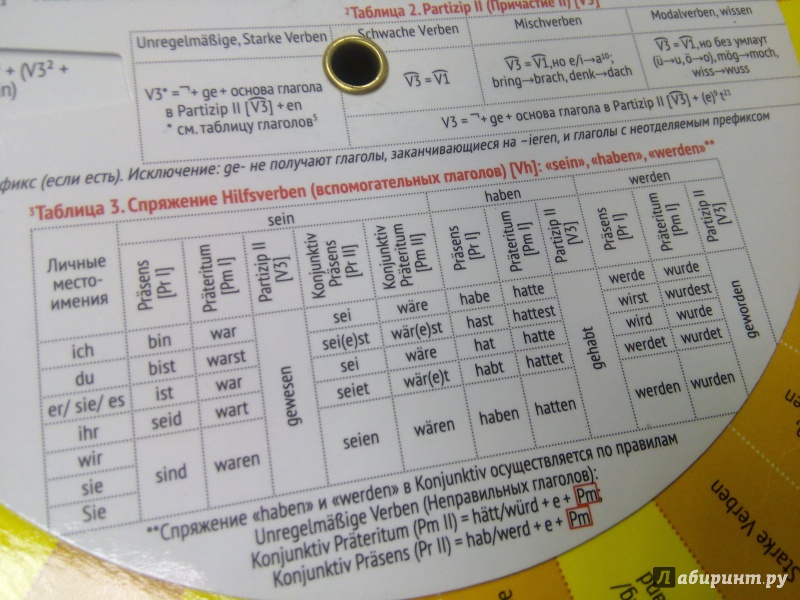 ²Таблица 2. Partizip II (Причастие II) [V3]
Unregelmäßige, Starke Verben Schwache Verben Mischverben Modalverben, wissen
V3* =¬+ ge + основа глагола
в Partizip II [V3] + en
* см. таблицу глаголов⁵
V3 = V1
V3 = V1, но e/i→a¹⁰;
bring→brach, denk→dach
V3 = V1, но без умлаут
(ü→u, ö→o), mög→moch,
wiss→wuss
V3 = ¬+ ge + основа глагола в Partizip II [V3] + (e)⁹ t²¹
+ (V3² +
фикс (если есть). Исключение: ge- не получают глаголы, заканчивающиеся на –ieren, и глаголы с неотделяемым префиксом
³Таблица 3. Спряжение Hilfsverben (вспомогательных глаголов) [Vh]: «sein», «haben», «werden»**
Личные
место-
имения
sein haben werden
Präsens [Pr I] Präteritum [Pm I] Partizip II [V3] Konjunktiv Präsens [Pr II] Konjunktiv Präteritum [Pm II] Präsens [Pr I] Präteritum [Pm I] Partizip II [V3] Präsens [Pr I] Präteritum [Pm I] Partizip II [V3]
ich bin war sei wäre habe hatte werde wurde
du bist warst sei(e)st wär(e)st hast hattest wirst wurdest
er/ sie/ es ist war sei wäre hat hatte wird wurde
ihr seid wart seiet wär(e)t habt hattet werdet wurdet
wir
sie
Sie
sind waren gewesen seien wären haben hatten gehabt werden wurden geworden
**Спряжение «haben» и «werden» в Konjunktiv осуществляется по правилам
Unregelmäßige Verben (Неправильных глаголов):
Konjunktiv Präteritum (Pm II) = hätt/würd + e + Pm;
Konjunktiv Präsens (Pr II) = hab/werd + e + Pm
Starke Verben
Лабиринт.ру